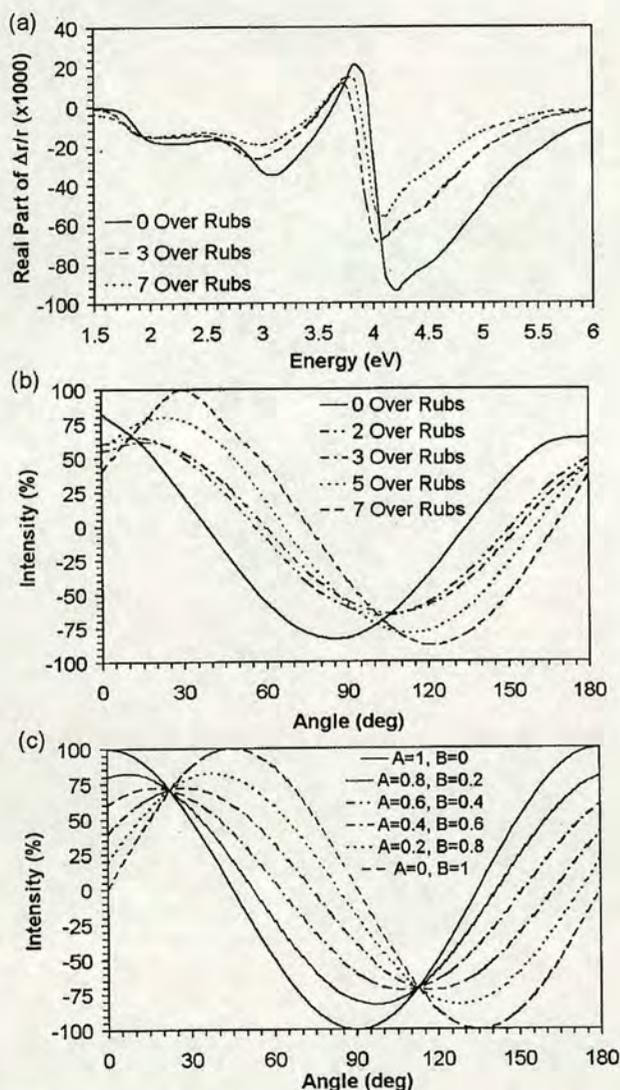 (a)
40
20
0
-20
-40
-60
-80
-100
Real Part of Δr/r (x1000)
0 Over Rubs
3 Over Rubs
7 Over Rubs
1.5 2 2.5 3 3.5 4 4.5 5 5.5 6
Energy (eV)
(b)
100
75
50
25
0
-25
-50
-75
-100
Intensity (%)
0 Over Rubs
2 Over Rubs
3 Over Rubs
5 Over Rubs
7 Over Rubs
0 30 60 90 120 150 180
Angle (deg)
(c)
100
75
50
25
0
-25
-50
-75
-100
Intensity (%)
A=1, B=0
A=0.8, B=0.2
A=0.6, B=0.4
A=0.4, B=0.6
A=0.2, B=0.8
A=0, B=1
0 30 60 90 120 150 180
Angle (deg)